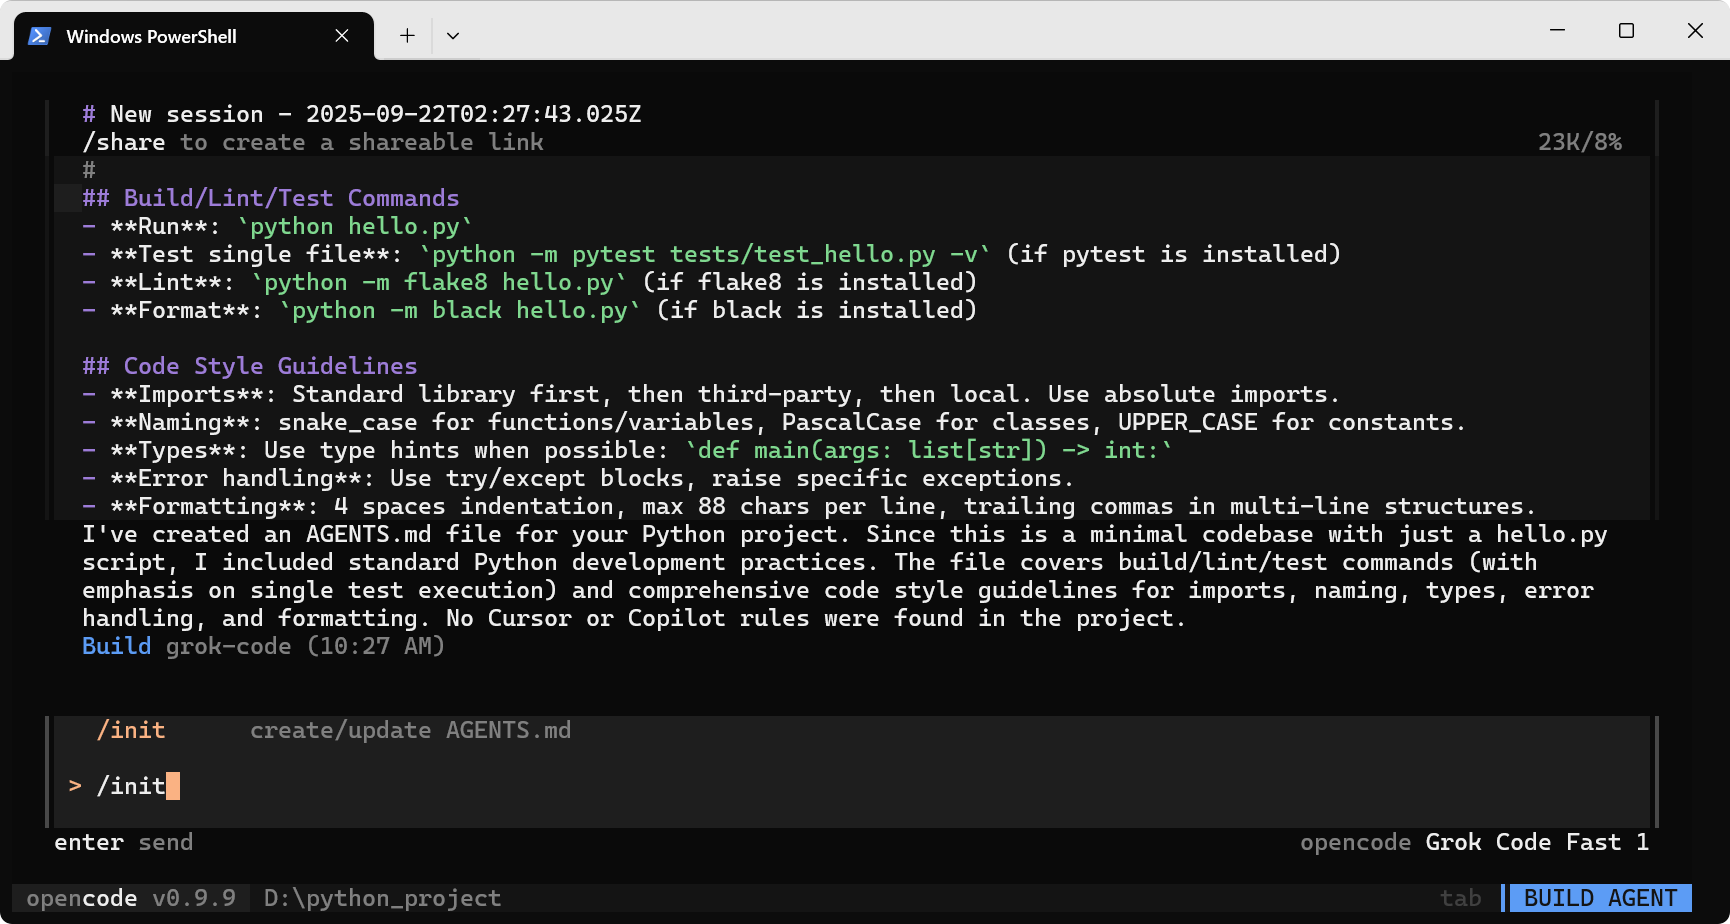 Windows PowerShell
# New session - 2025-09-22T02:27:43.025Z
/share to create a shareable link 23K/8%
#
## Build/Lint/Test Commands
- **Run**: `python hello.py`
- **Test single file**: `python -m pytest tests/test_hello.py -v` (if pytest is installed)
- **Lint**: `python -m flake8 hello.py` (if flake8 is installed)
- **Format**: `python -m black hello.py` (if black is installed)
## Code Style Guidelines
- **Imports**: Standard library first, then third-party, then local. Use absolute imports.
- **Naming**: snake_case for functions/variables, PascalCase for classes, UPPER_CASE for constants.
- **Types**: Use type hints when possible: `def main(args: list[str]) -> int:`
- **Error handling**: Use try/except blocks, raise specific exceptions.
- **Formatting**: 4 spaces indentation, max 88 chars per line, trailing commas in multi-line structures.
I've created an AGENTS.md file for your Python project. Since this is a minimal codebase with just a hello.py
script, I included standard Python development practices. The file covers build/lint/test commands (with
emphasis on single test execution) and comprehensive code style guidelines for imports, naming, types, error
handling, and formatting. No Cursor or Copilot rules were found in the project.
Build grok-code (10:27 AM)
/init create/update AGENTS.md
> /init
enter send opencode Grok Code Fast 1
opencode v0.9.9 D:\python_project tab BUILD AGENT